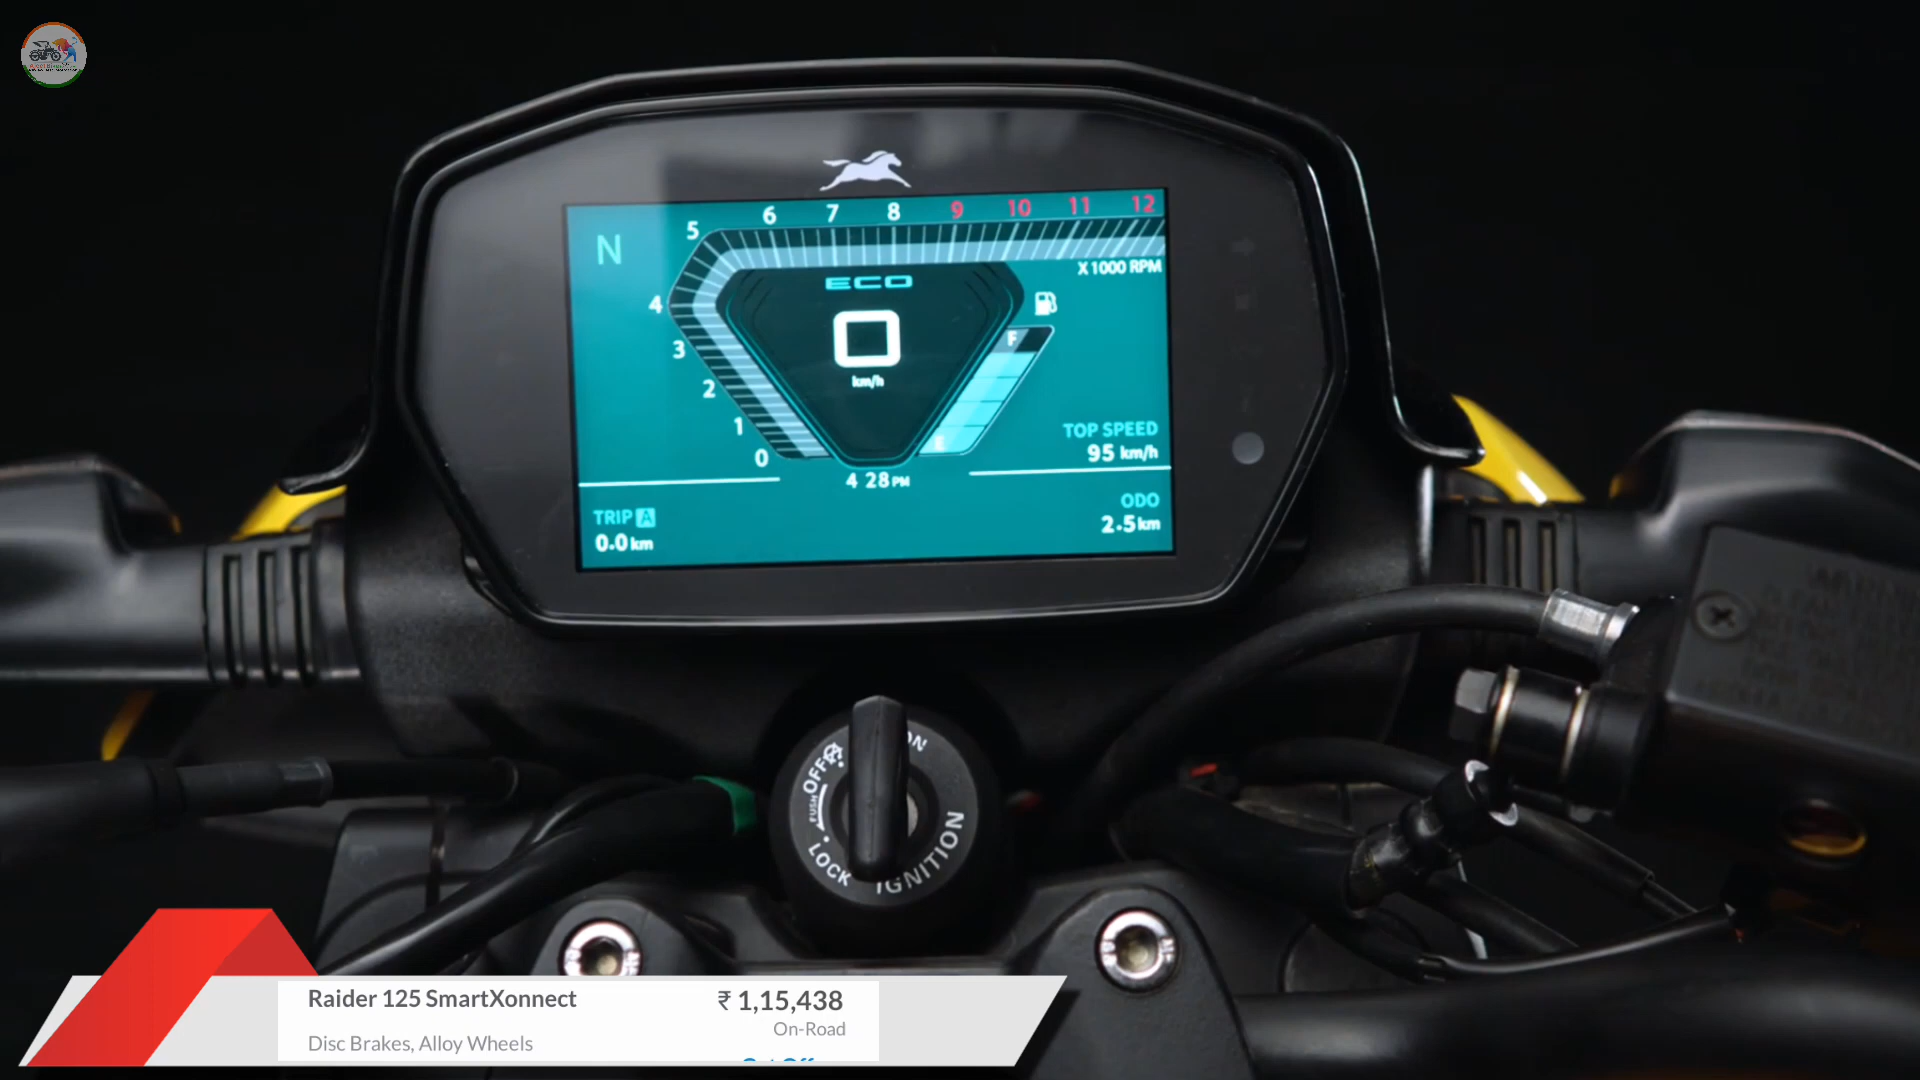 6 7 8 9 10 11 12
5
N
X 1000 RPM
ECO
4
0
F
3
km/h
2
1
TOP SPEED
E
95 km/h
0
4 28 PM
TRIP A
ODO
0.0 km
2.5 km
ON
OFF
PUSH
LOCK
IGNITION
Raider 125 SmartXonnect
₹ 1,15,438
On-Road
Disc Brakes, Alloy Wheels